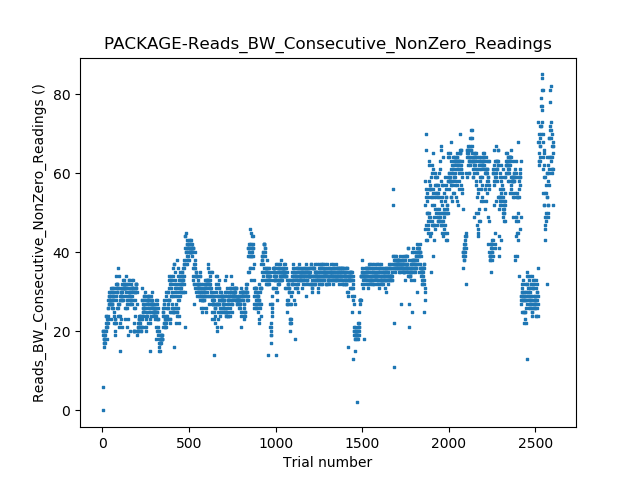 PACKAGE-Reads_BW_Consecutive_NonZero_Readings
Reads_BW_Consecutive_NonZero_Readings ()
80
60
40
20
0
0 500 1000 1500 2000 2500
Trial number